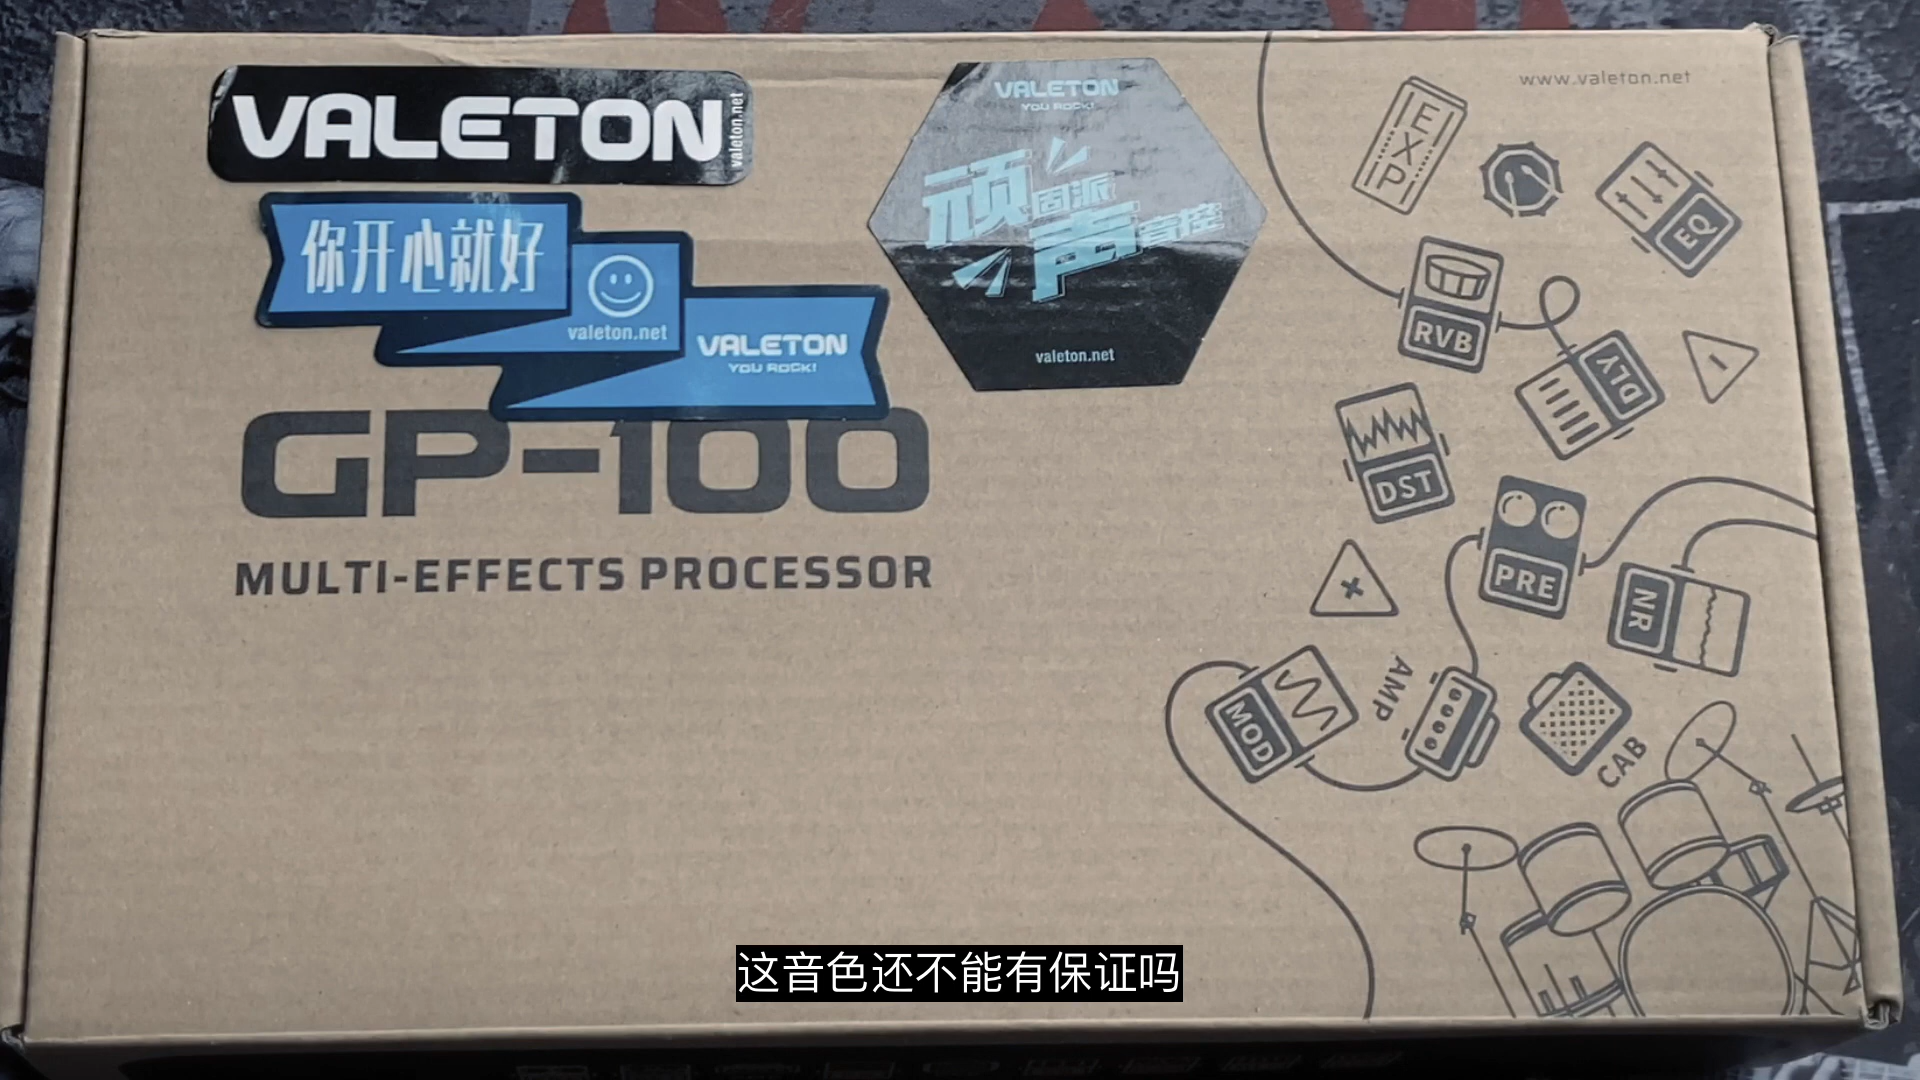 VALETON
valeton.net
你开心就好
valeton.net
VALETON
YOU ROCK!
VALETON
YOU ROCK!
顽固派
声音控
valeton.net
www.valeton.net
GP-100
MULTI-EFFECTS PROCESSOR
EXP
EQ
RVB
DLY
DST
PRE
NR
MOD
AMP
CAB
这音色还不能有保证吗